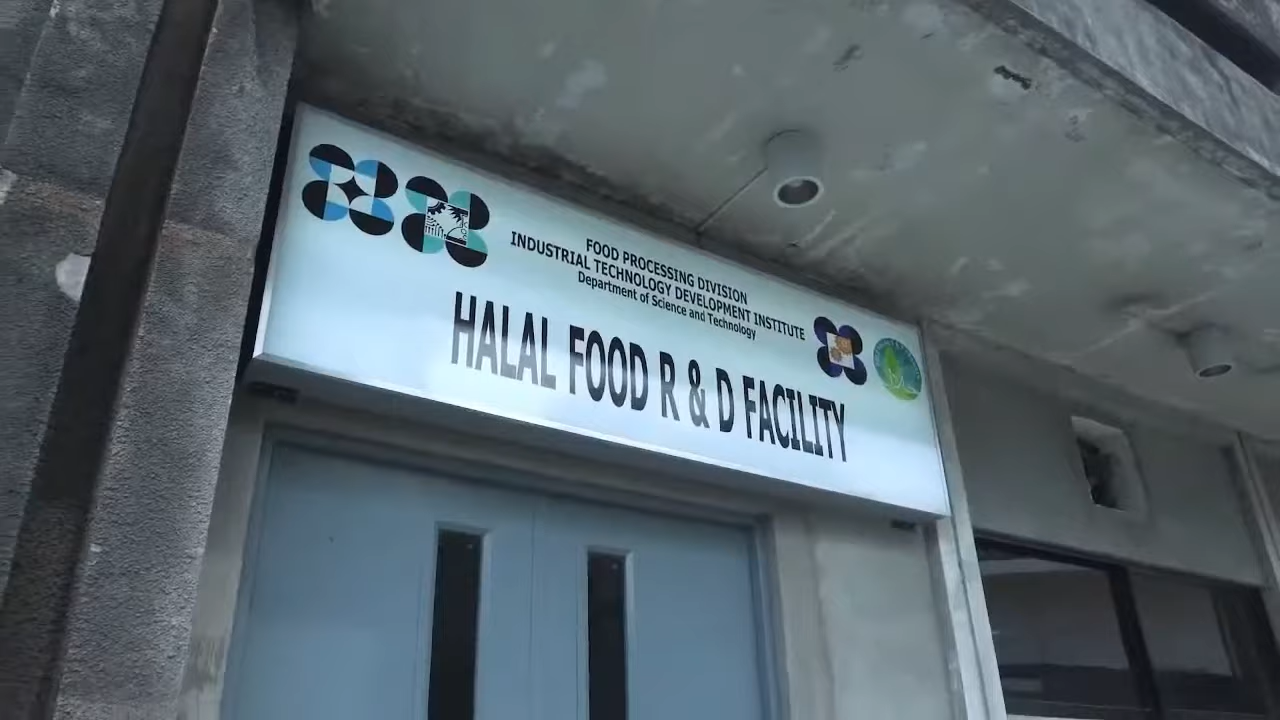 FOOD PROCESSING DIVISION
INDUSTRIAL TECHNOLOGY DEVELOPMENT INSTITUTE
Department of Science and Technology
HALAL FOOD R & D FACILITY